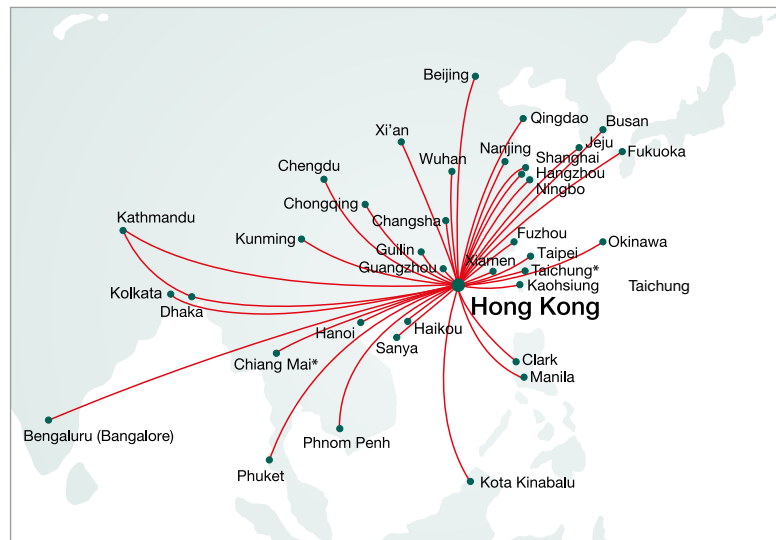 Beijing
Qingdao
Busan
Xi’an
Jeju
Nanjing
Fukuoka
Wuhan
Shanghai
Chengdu
Hangzhou
Ningbo
Chongqing
Kathmandu
Changsha
Fuzhou
Kunming
Okinawa
Guilin
Taipei
Xiamen
Guangzhou
Taichung*
Kaohsiung
Taichung
Kolkata
Hong Kong
Dhaka
Hanoi
Haikou
Sanya
Clark
Chiang Mai*
Manila
Bengaluru (Bangalore)
Phnom Penh
Phuket
Kota Kinabalu